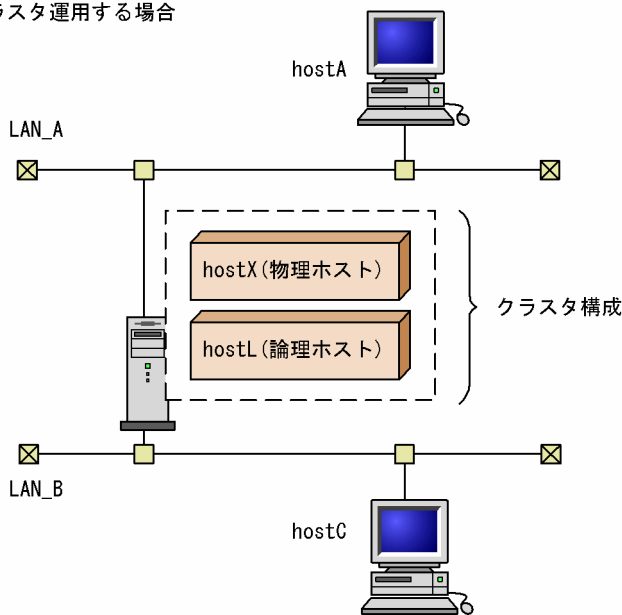 ラスタ運用する場合
hostA
LAN_A
hostX(物理ホスト)
hostL(論理ホスト)
クラスタ構成
LAN_B
hostC